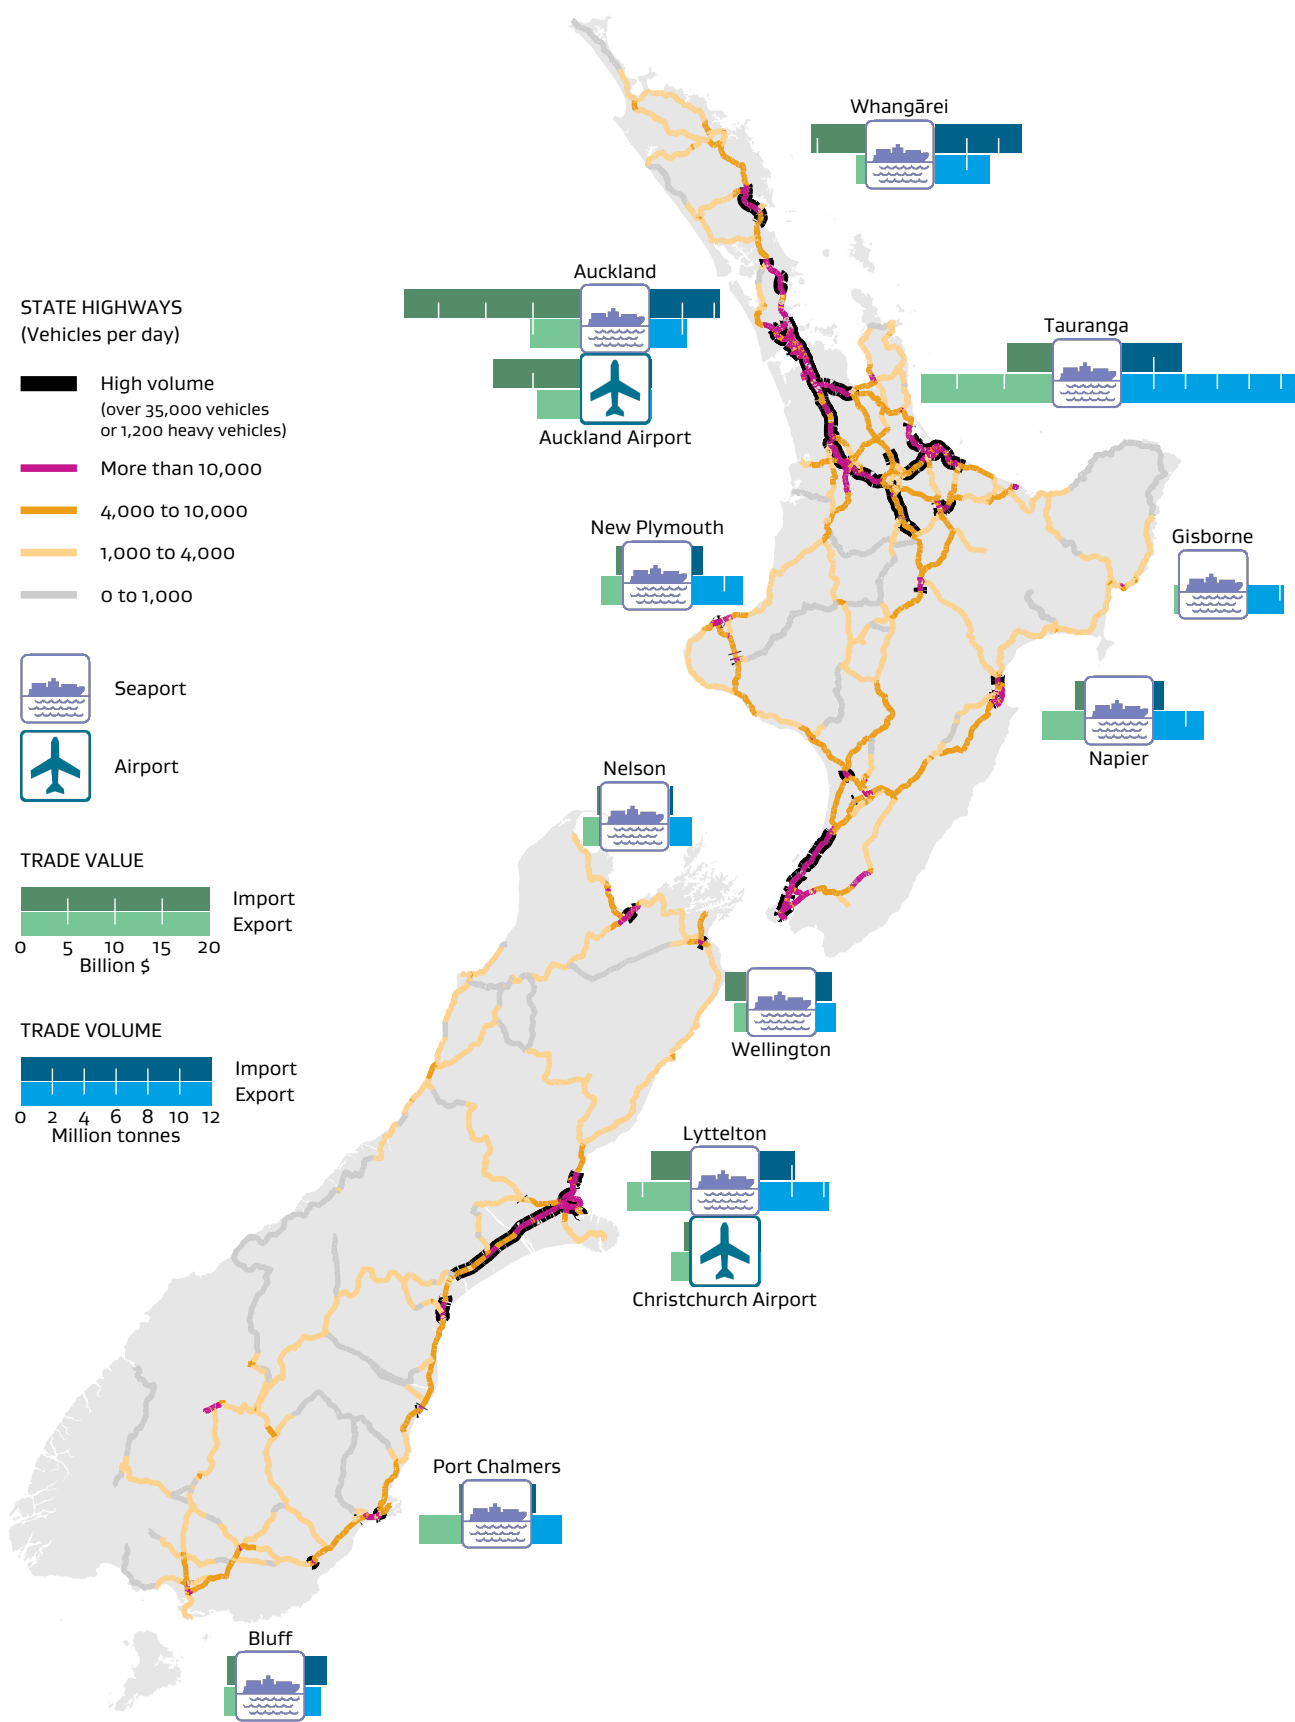 Whangārei
Auckland
STATE HIGHWAYS
(Vehicles per day)
High volume
(over 35,000 vehicles
or 1,200 heavy vehicles)
More than 10,000
4,000 to 10,000
1,000 to 4,000
0 to 1,000
Tauranga
Auckland Airport
New Plymouth
Gisborne
Seaport
Airport
Napier
Nelson
TRADE VALUE
Import
Export
0 5 10 15 20
Billion $
Wellington
TRADE VOLUME
Import
Export
0 2 4 6 8 10 12
Million tonnes
Lyttelton
Christchurch Airport
Port Chalmers
Bluff